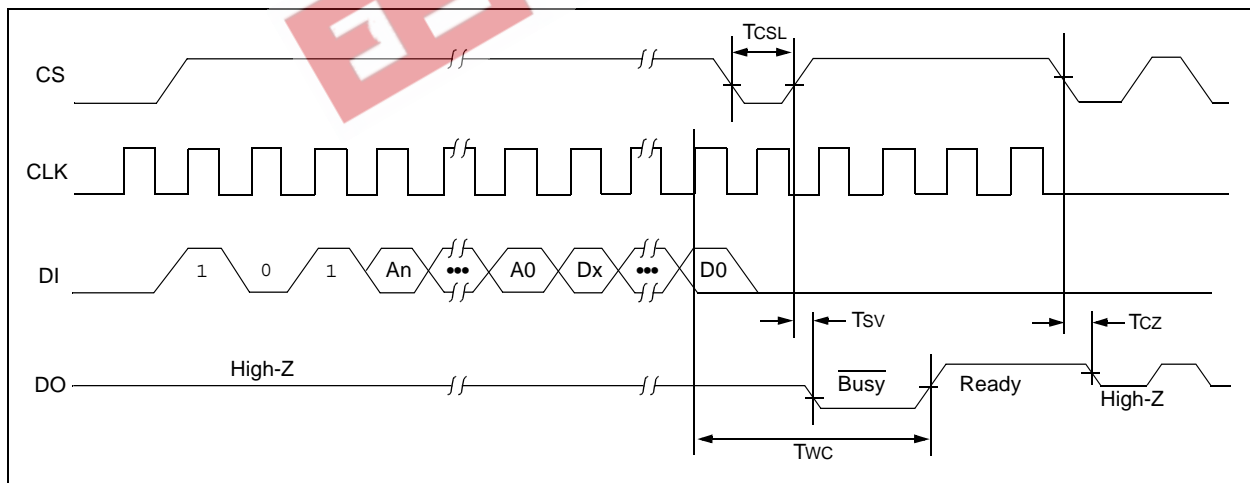 TCSL
CS
CLK
DI
1 0 1 An ••• A0 Dx ••• D0
TSV
TCZ
High-Z
DO
Busy
Ready
High-Z
TWC